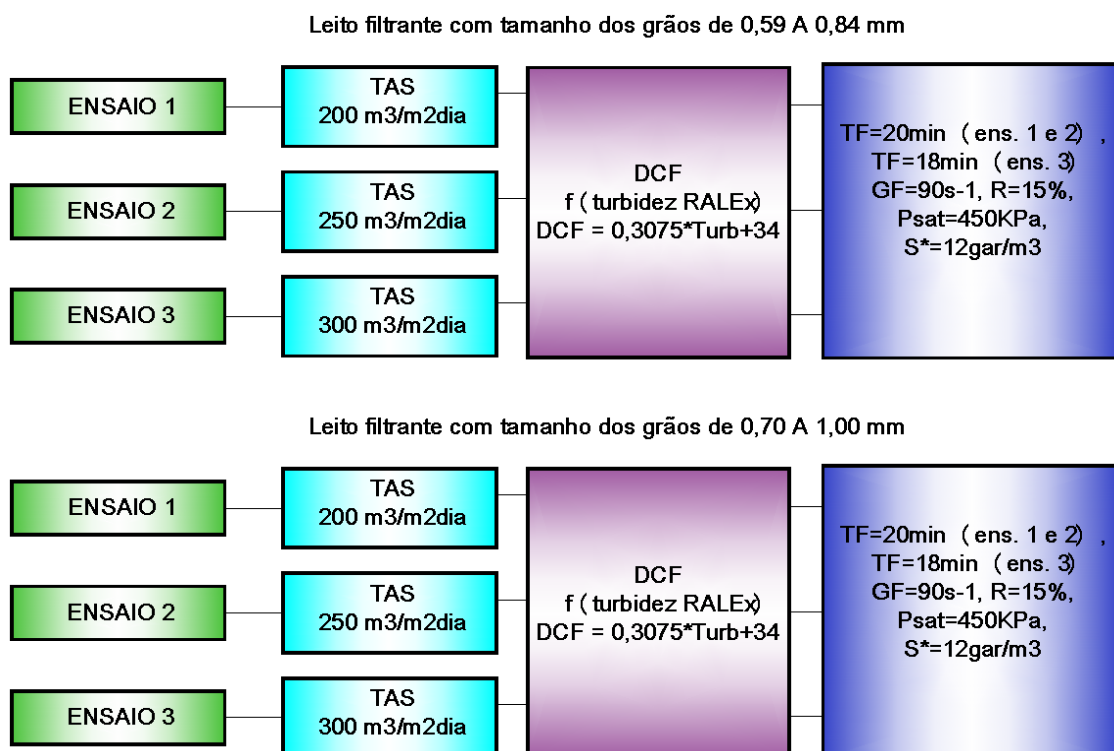 Leito filtrante com tamanho dos grãos de 0,59 A 0,84 mm
ENSAIO 1
TAS
200 m3/m2dia
ENSAIO 2
TAS
250 m3/m2dia
ENSAIO 3
TAS
300 m3/m2dia
DCF
f ( turbidez RALEx)
DCF = 0,3075*Turb+34
TF=20min ( ens. 1 e 2) ,
TF=18min ( ens. 3)
GF=90s-1, R=15%,
Psat=450KPa,
S*=12gar/m3
Leito filtrante com tamanho dos grãos de 0,70 A 1,00 mm
ENSAIO 1
TAS
200 m3/m2dia
ENSAIO 2
TAS
250 m3/m2dia
ENSAIO 3
TAS
300 m3/m2dia
DCF
f ( turbidez RALEx)
DCF = 0,3075*Turb+34
TF=20min ( ens. 1 e 2) ,
TF=18min ( ens. 3)
GF=90s-1, R=15%,
Psat=450KPa,
S*=12gar/m3